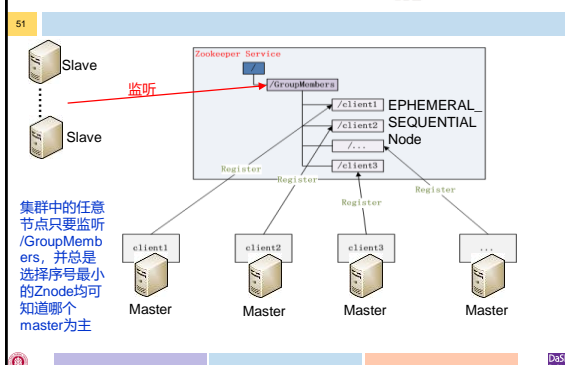 51
Slave
Slave
监听
Zookeeper Service
/
/GroupMembers
/client1
/client2
/...
/client3
EPHEMERAL_
SEQUENTIAL
Node
Register
Register
Register
Register
集群中的任意
节点只要监听
/GroupMemb
ers，并总是
选择序号最小
的Znode均可
知道哪个
master为主
client1
client2
client3
...
Master
Master
Master
Master